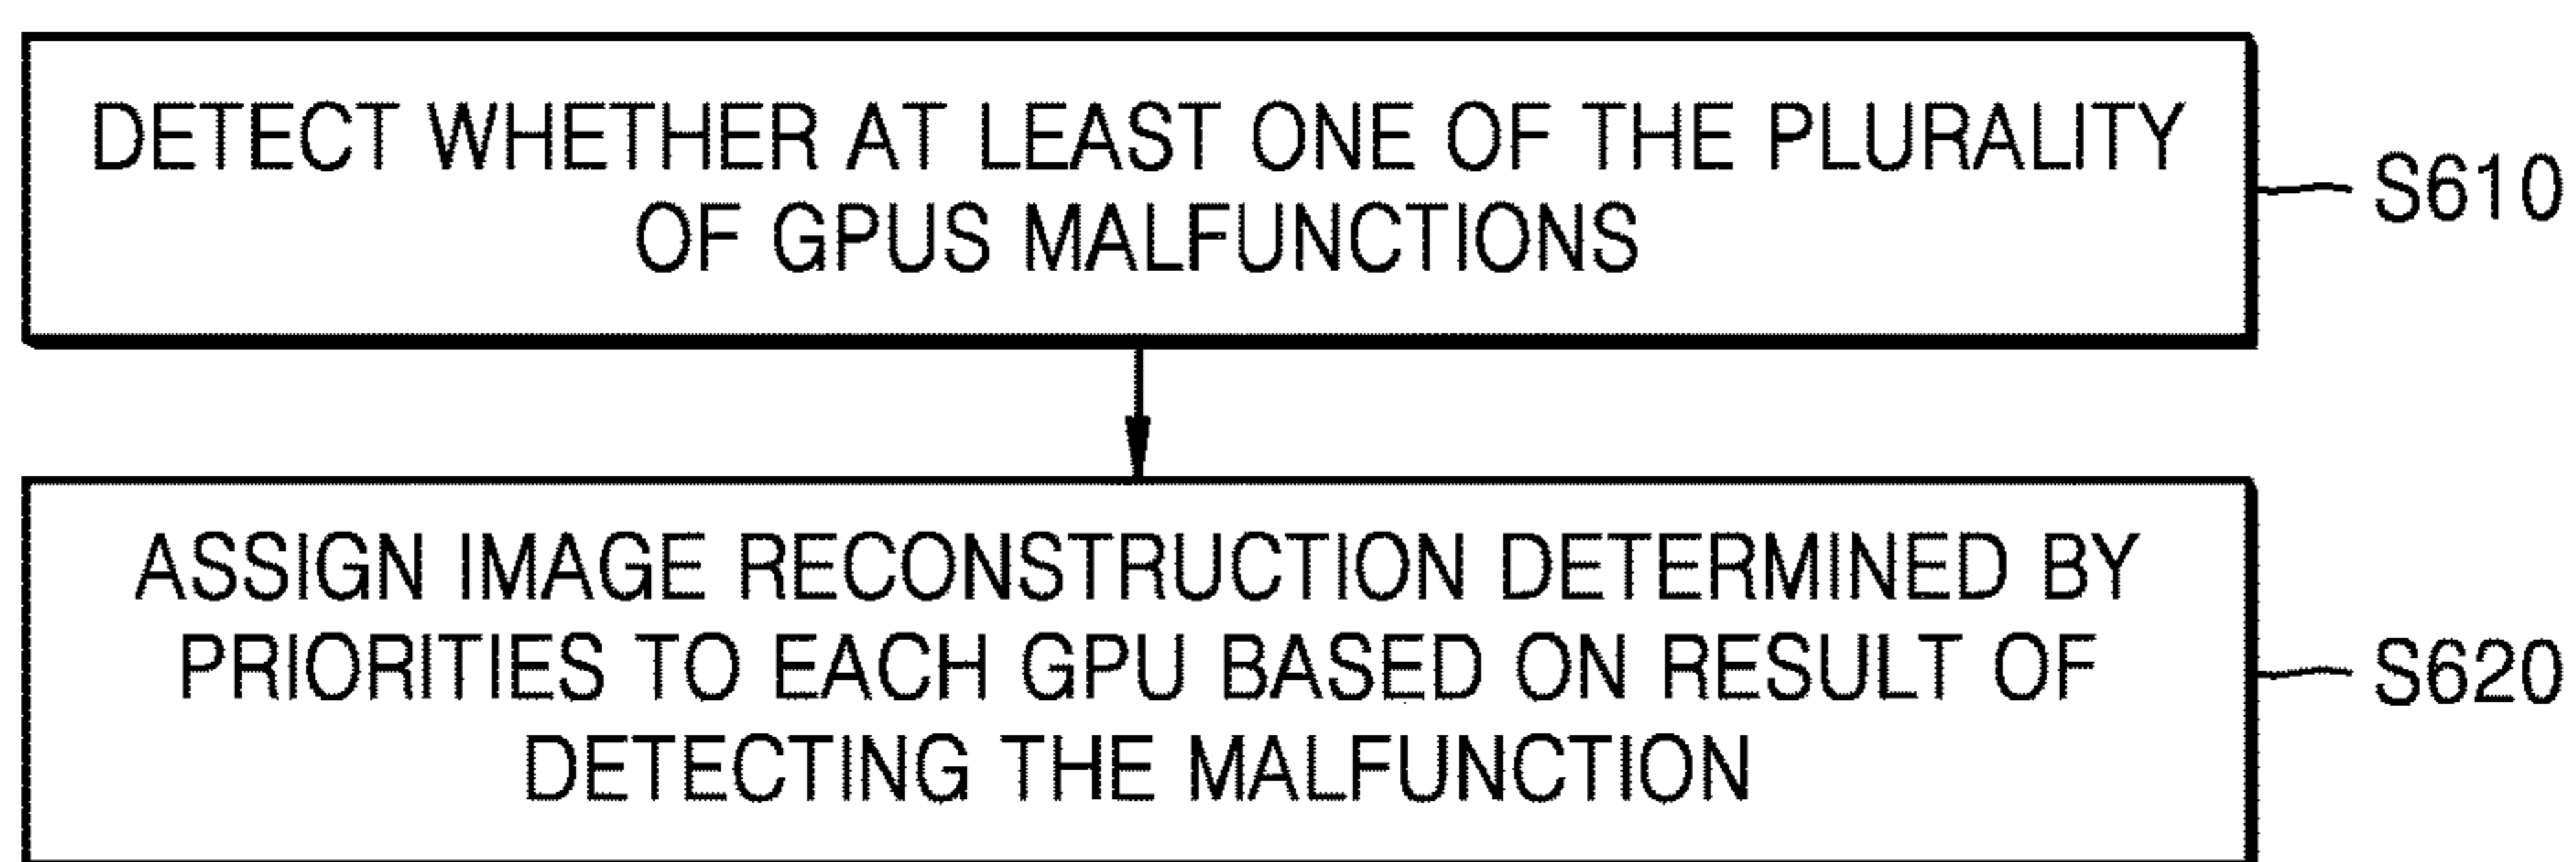 DETECT WHETHER AT LEAST ONE OF THE PLURALITY
OF GPUS MALFUNCTIONS
S610
ASSIGN IMAGE RECONSTRUCTION DETERMINED BY
PRIORITIES TO EACH GPU BASED ON RESULT OF
DETECTING THE MALFUNCTION
S620